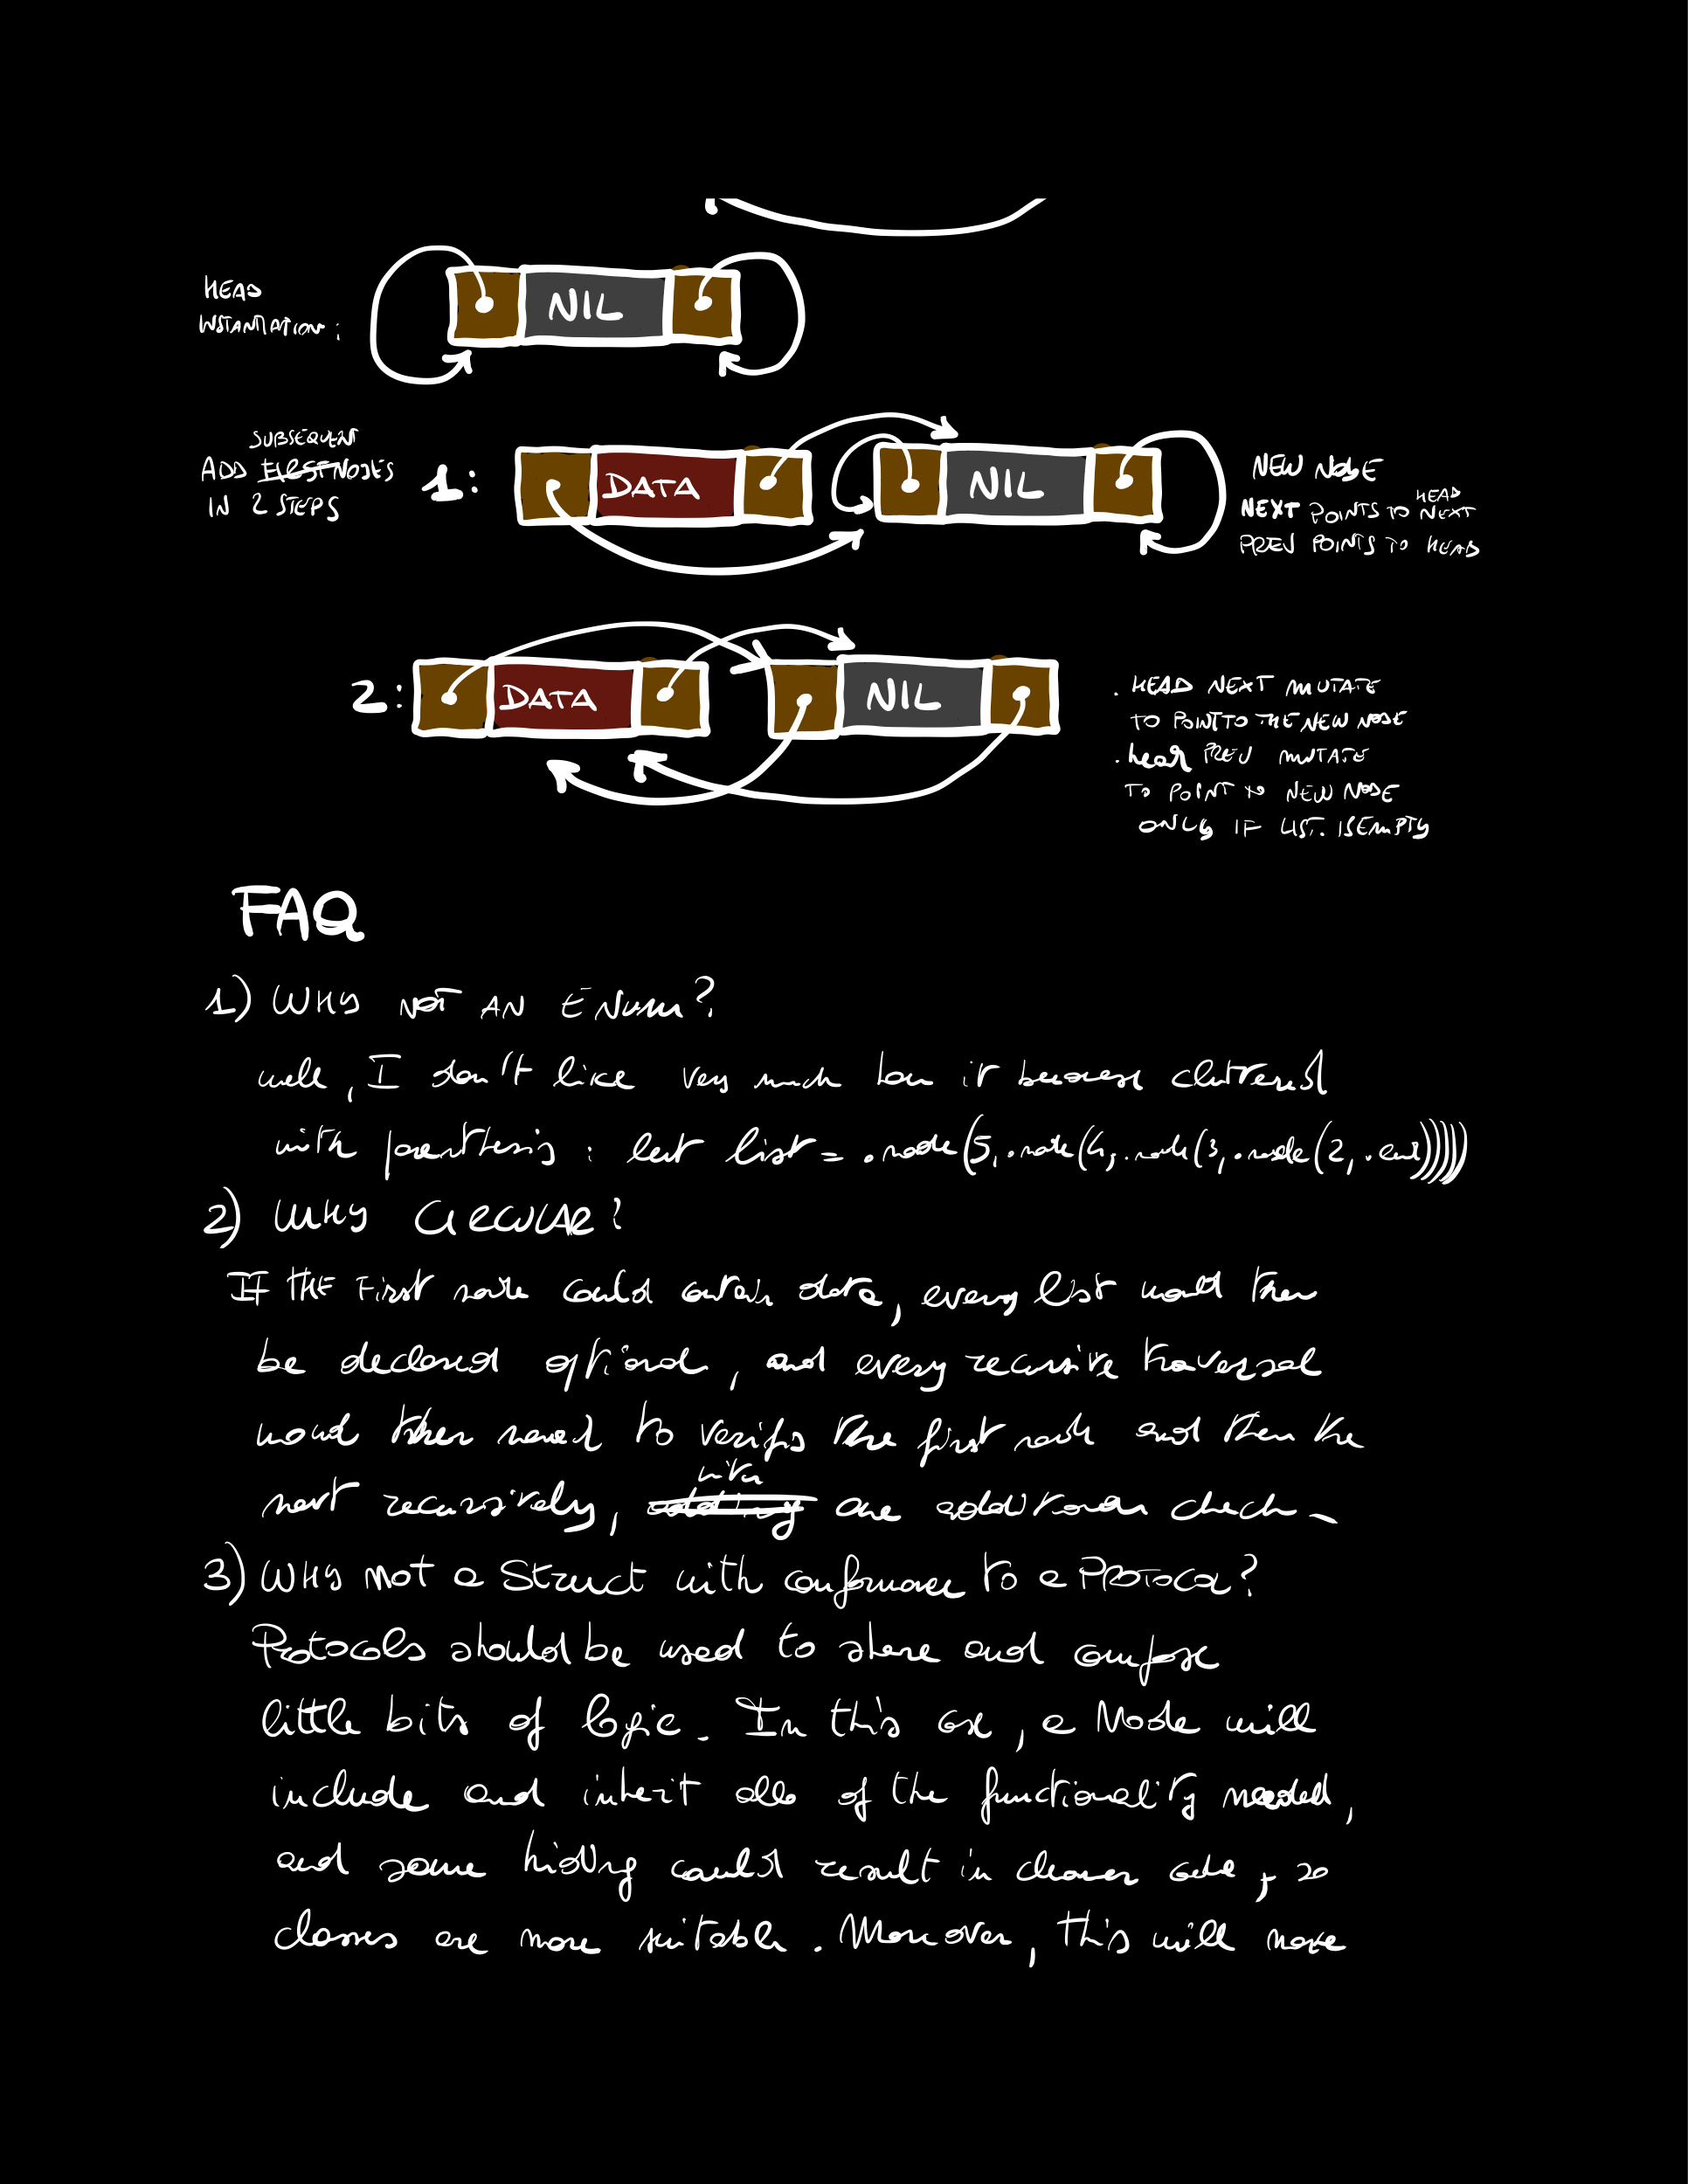 HEAD
INSTANTIATION:
NIL
SUBSEQUENT
ADD FIRST NODES
IN 2 STEPS
1:
DATA
NIL
NEW NODE
NEXT POINTS TO HEAD NEXT
PREV POINTS TO HEAD
2:
DATA
NIL
. HEAD NEXT MUTATE
TO POINT TO THE NEW NODE
. head PREV MUTATE
TO POINT TO NEW NODE
ONLY IF LIST. ISEMPTY
FAQ
1) WHY NOT AN ENUM?
well, I don't like very much how it becomes cluttered
with parenthesis : let list = .node(5, .node(4, .node(3, .node(2, .end)))))
2) WHY CIRCULAR?
If THE First node could contain data, every list would then
be declared optional, and every recursive traversal
would then need to verify the first node and then the
next recursively, adding with one additional check -
3) WHY not a Struct with conformance to a PROTOCOL?
Protocols should be used to share and compose
little bits of logic. In this case, a Node will
include and inherit all of the functionality needed,
and some hiding could result in cleaner code, so
classes are more suitable. Moreover, this will make